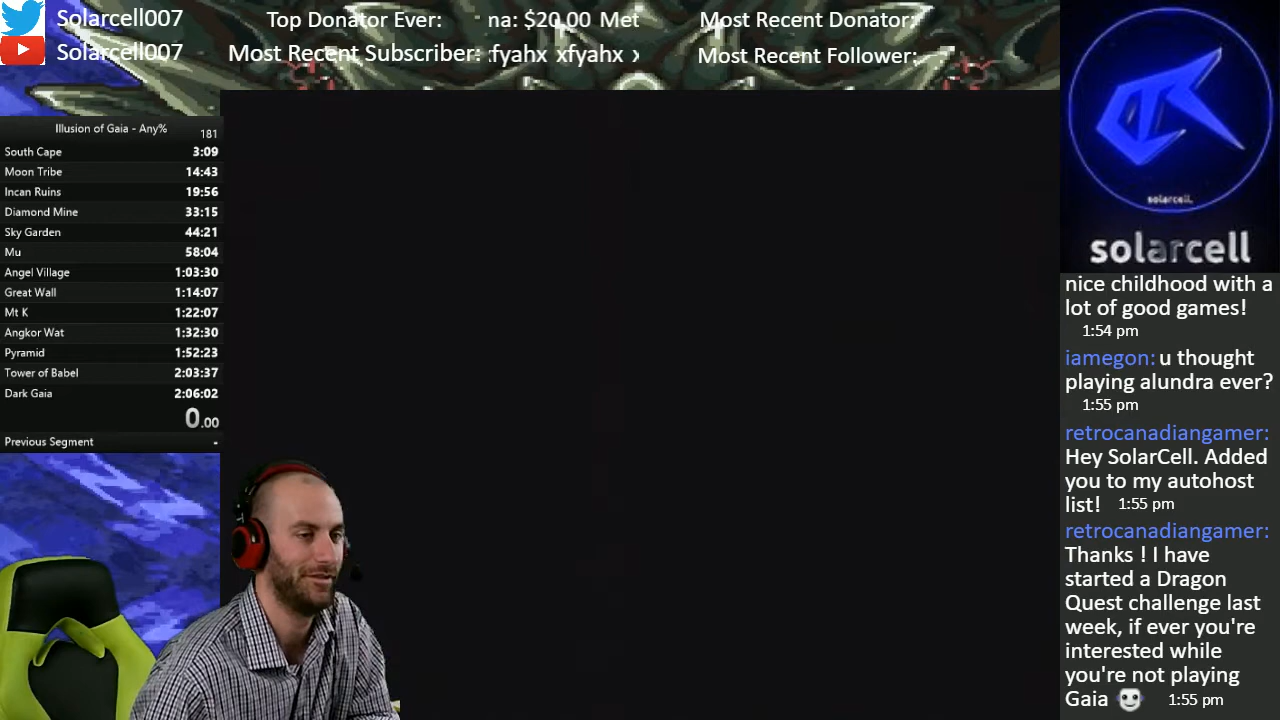 Solarcell007
Solarcell007
Top Donator Ever:
na: $20.00 Met
Most Recent Donator:
Most Recent Subscriber:
fyahx xfyahx x
Most Recent Follower:
Illusion of Gaia - Any%
181
South Cape 3:09
Moon Tribe 14:43
Incan Ruins 19:56
Diamond Mine 33:15
Sky Garden 44:21
Mu 58:04
Angel Village 1:03:30
Great Wall 1:14:07
Mt K 1:22:07
Angkor Wat 1:32:30
Pyramid 1:52:23
Tower of Babel 2:03:37
Dark Gaia 2:06:02
0.00
Previous Segment -
solarcell
solarcell
nice childhood with a
lot of good games!
1:54 pm
iamegon: u thought
playing alundra ever?
1:55 pm
retrocanadiangamer:
Hey SolarCell. Added
you to my autohost
list! 1:55 pm
retrocanadiangamer:
Thanks ! I have
started a Dragon
Quest challenge last
week, if ever you're
interested while
you're not playing
Gaia 1:55 pm